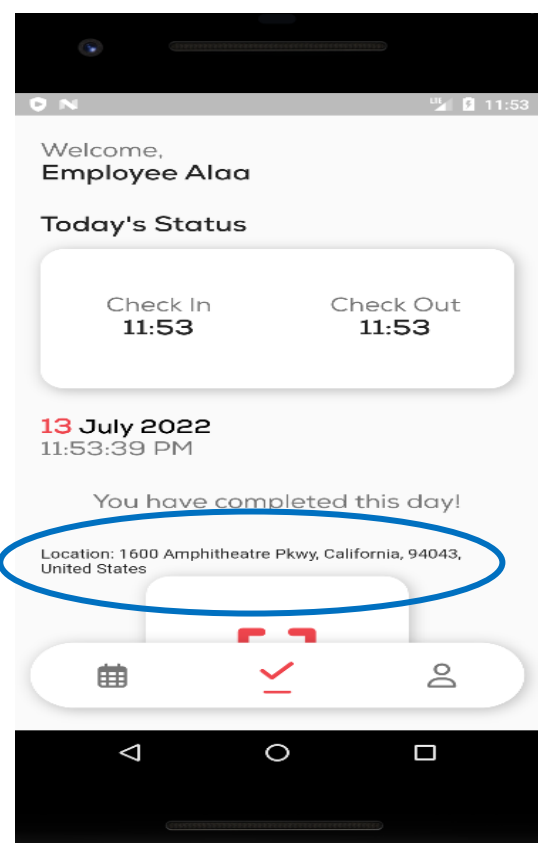 LTE 11:53
Welcome,
Employee Alaa
Today's Status
Check In Check Out
11:53 11:53
13 July 2022
11:53:39 PM
You have completed this day!
Location: 1600 Amphitheatre Pkwy, California, 94043,
United States